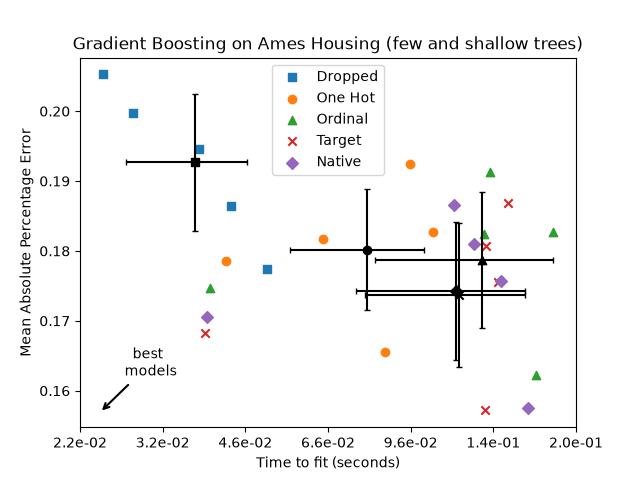 Gradient Boosting on Ames Housing (few and shallow trees)
Dropped
One Hot
Ordinal
Target
Native
Mean Absolute Percentage Error
0.20
0.19
0.18
0.17
0.16
best
models
2.2e-02
3.2e-02
4.6e-02
6.6e-02
9.6e-02
1.4e-01
2.0e-01
Time to fit (seconds)